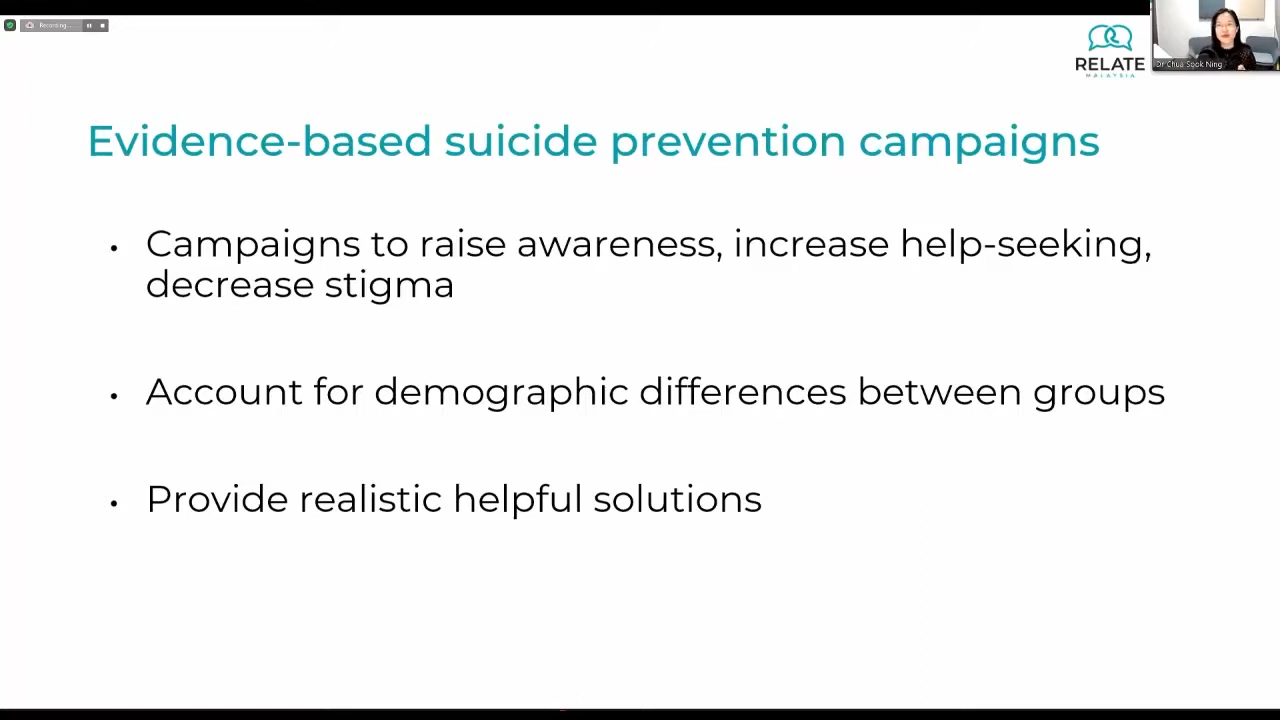 Recording...
RELATE
MALAYSIA
Dr Chua Sook Ning
Evidence-based suicide prevention campaigns
• Campaigns to raise awareness, increase help-seeking,
decrease stigma
• Account for demographic differences between groups
• Provide realistic helpful solutions